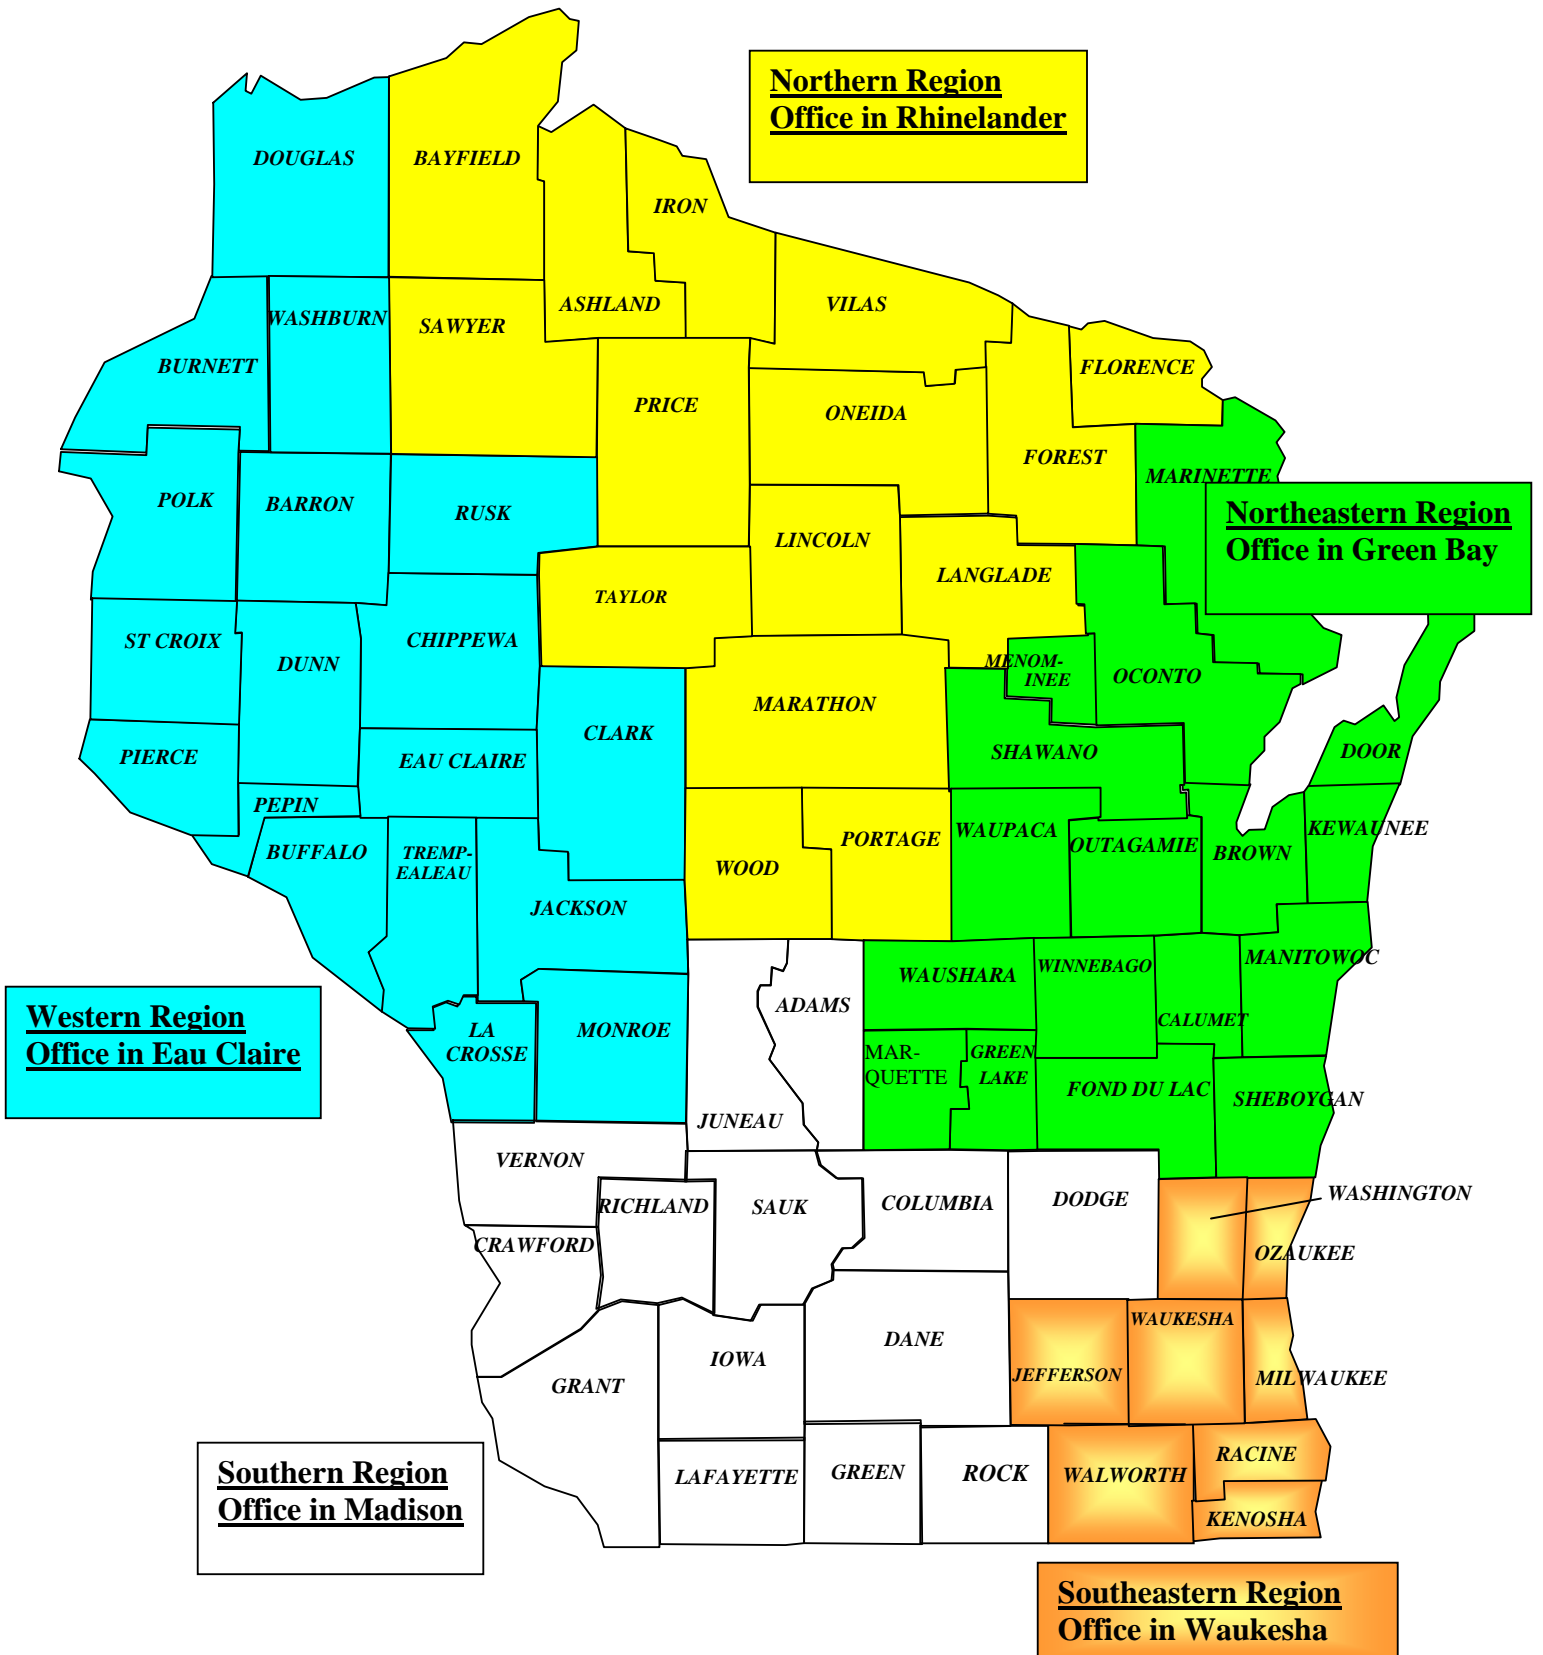 Northern Region
Office in Rhinelander
DOUGLAS
BAYFIELD
IRON
ASHLAND
VILAS
WASHBURN
SAWYER
BURNETT
FLORENCE
PRICE
ONEIDA
FOREST
MARINETTE
POLK
BARRON
RUSK
Northeastern Region
Office in Green Bay
LINCOLN
LANGLADE
TAYLOR
ST CROIX
DUNN
CHIPPEWA
MENOM-
INEE
OCONTO
MARATHON
CLARK
SHAWANO
DOOR
PIERCE
EAU CLAIRE
PEPIN
BUFFALO
TREMP-
EALEAU
WOOD
PORTAGE
WAUPACA
OUTAGAMIE
BROWN
KEWAUNEE
JACKSON
WAUSHARA
WINNEBAGO
MANITOWOC
Western Region
Office in Eau Claire
LA
CROSSE
MONROE
ADAMS
CALUMET
MAR-
QUETTE
GREEN
LAKE
FOND DU LAC
SHEBOYGAN
JUNEAU
VERNON
RICHLAND
SAUK
COLUMBIA
DODGE
WASHINGTON
CRAWFORD
OZAUKEE
WAUKESHA
DANE
IOWA
JEFFERSON
MILWAUKEE
GRANT
Southern Region
Office in Madison
LAFAYETTE
GREEN
ROCK
WALWORTH
RACINE
KENOSHA
Southeastern Region
Office in Waukesha